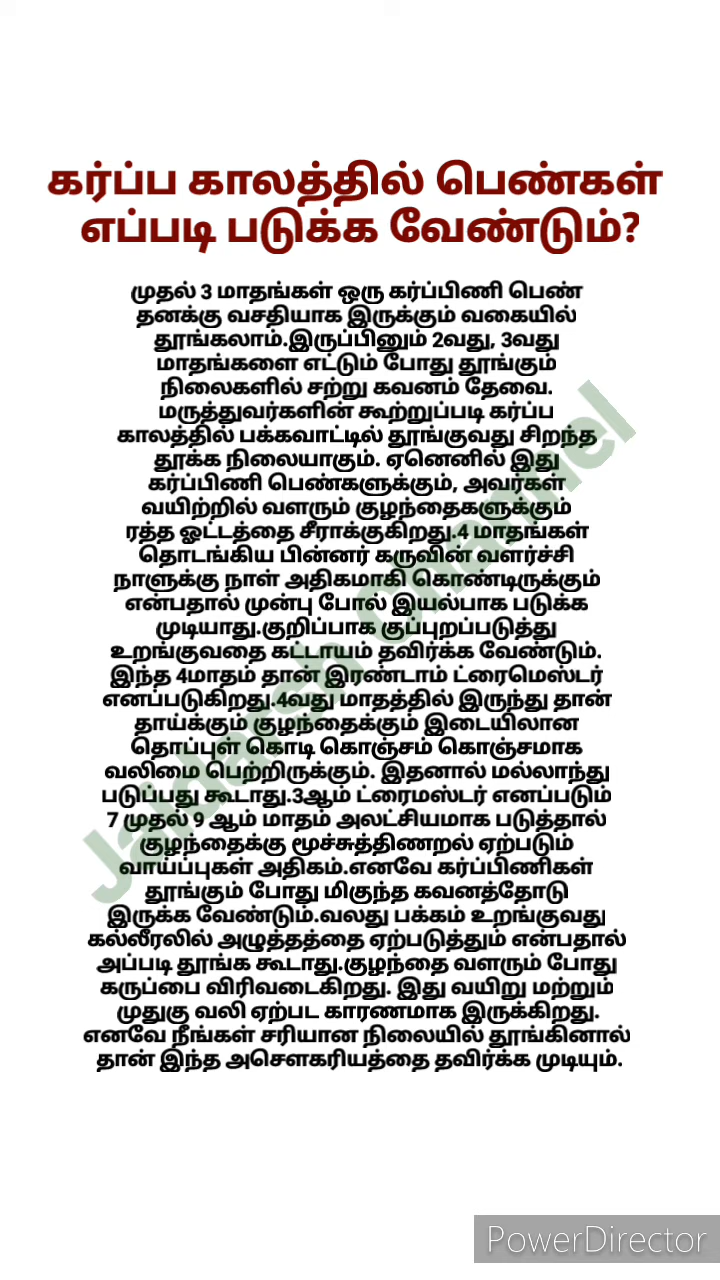 கர்ப்ப காலத்தில் பெண்கள்
எப்படி படுக்க வேண்டும்?
முதல் 3 மாதங்கள் ஒரு கர்ப்பிணி பெண்
தனக்கு வசதியாக இருக்கும் வகையில்
தூங்கலாம்.இருப்பினும் 2வது, 3வது
மாதங்களை எட்டும் போது தூங்கும்
நிலைகளில் சற்று கவனம் தேவை.
மருத்துவர்களின் கூற்றுப்படி கர்ப்ப
காலத்தில் பக்கவாட்டில் தூங்குவது சிறந்த
தூக்க நிலையாகும். ஏனெனில் இது
கர்ப்பிணி பெண்களுக்கும், அவர்கள்
வயிற்றில் வளரும் குழந்தைகளுக்கும்
ரத்த ஓட்டத்தை சீராக்குகிறது.4 மாதங்கள்
தொடங்கிய பின்னர் கருவின் வளர்ச்சி
நாளுக்கு நாள் அதிகமாகி கொண்டிருக்கும்
என்பதால் முன்பு போல் இயல்பாக படுக்க
முடியாது.குறிப்பாக குப்புறப்படுத்து
உறங்குவதை கட்டாயம் தவிர்க்க வேண்டும்.
இந்த 4மாதம் தான் இரண்டாம் ட்ரைமெஸ்டர்
எனப்படுகிறது.4வது மாதத்தில் இருந்து தான்
தாய்க்கும் குழந்தைக்கும் இடையிலான
தொப்புள் கொடி கொஞ்சம் கொஞ்சமாக
வலிமை பெற்றிருக்கும். இதனால் மல்லாந்து
படுப்பது கூடாது.3ஆம் ட்ரைமஸ்டர் எனப்படும்
7 முதல் 9 ஆம் மாதம் அலட்சியமாக படுத்தால்
குழந்தைக்கு மூச்சுத்திணறல் ஏற்படும்
வாய்ப்புகள் அதிகம்.எனவே கர்ப்பிணிகள்
தூங்கும் போது மிகுந்த கவனத்தோடு
இருக்க வேண்டும்.வலது பக்கம் உறங்குவது
கல்லீரலில் அழுத்தத்தை ஏற்படுத்தும் என்பதால்
அப்படி தூங்க கூடாது.குழந்தை வளரும் போது
கருப்பை விரிவடைகிறது. இது வயிறு மற்றும்
முதுகு வலி ஏற்பட காரணமாக இருக்கிறது.
எனவே நீங்கள் சரியான நிலையில் தூங்கினால்
தான் இந்த அசௌகரியத்தை தவிர்க்க முடியும்.
Channel
PowerDirector